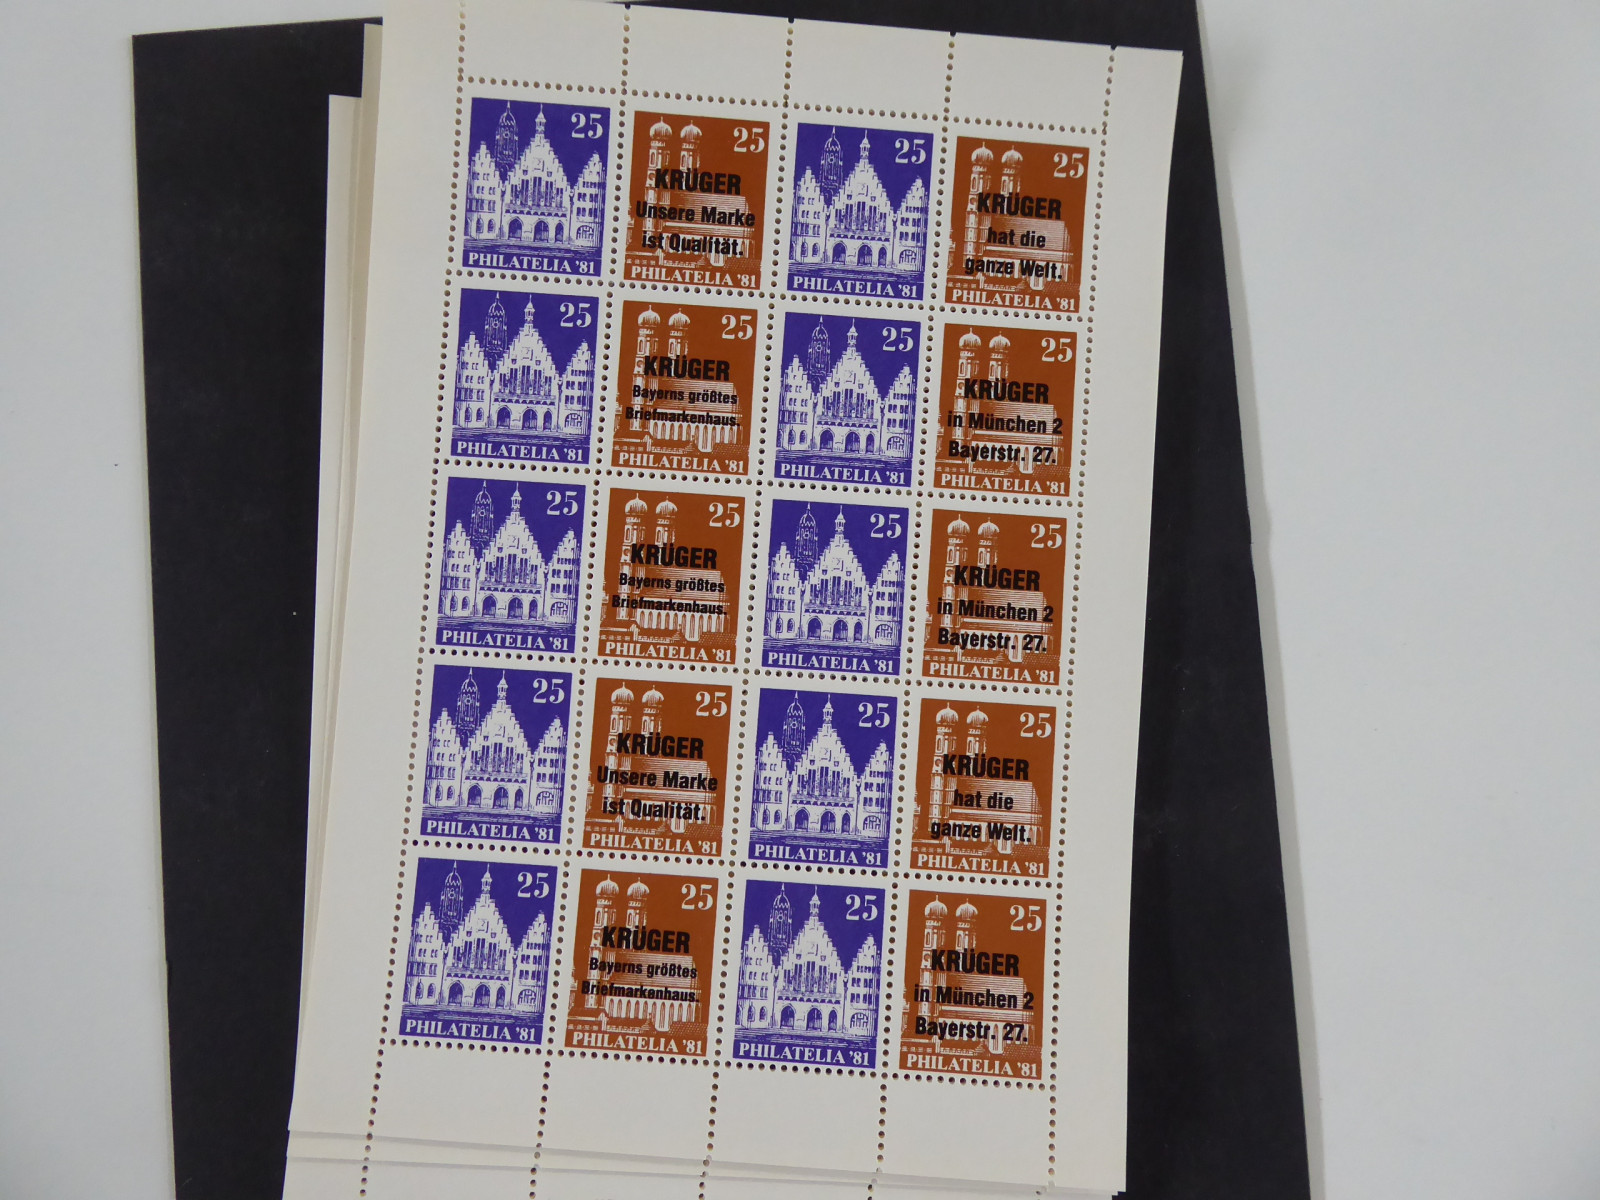 25
PHILATELIA '81
25
KRÜGER
Unsere Marke
ist Qualität.
PHILATELIA '81
25
PHILATELIA '81
25
KRÜGER
hat die
ganze Welt.
PHILATELIA '81
25
PHILATELIA '81
25
KRÜGER
Bayerns größtes
Briefmarkenhaus.
PHILATELIA '81
25
PHILATELIA '81
25
KRÜGER
in München 2
Bayerstr. 27.
PHILATELIA '81
25
PHILATELIA '81
25
KRÜGER
Bayerns größtes
Briefmarkenhaus.
PHILATELIA '81
25
PHILATELIA '81
25
KRÜGER
in München 2
Bayerstr. 27.
PHILATELIA '81
25
PHILATELIA '81
25
KRÜGER
Unsere Marke
ist Qualität.
PHILATELIA '81
25
PHILATELIA '81
25
KRÜGER
hat die
ganze Welt.
PHILATELIA '81
25
PHILATELIA '81
25
KRÜGER
Bayerns größtes
Briefmarkenhaus.
PHILATELIA '81
25
PHILATELIA '81
25
KRÜGER
in München 2
Bayerstr. 27.
PHILATELIA '81